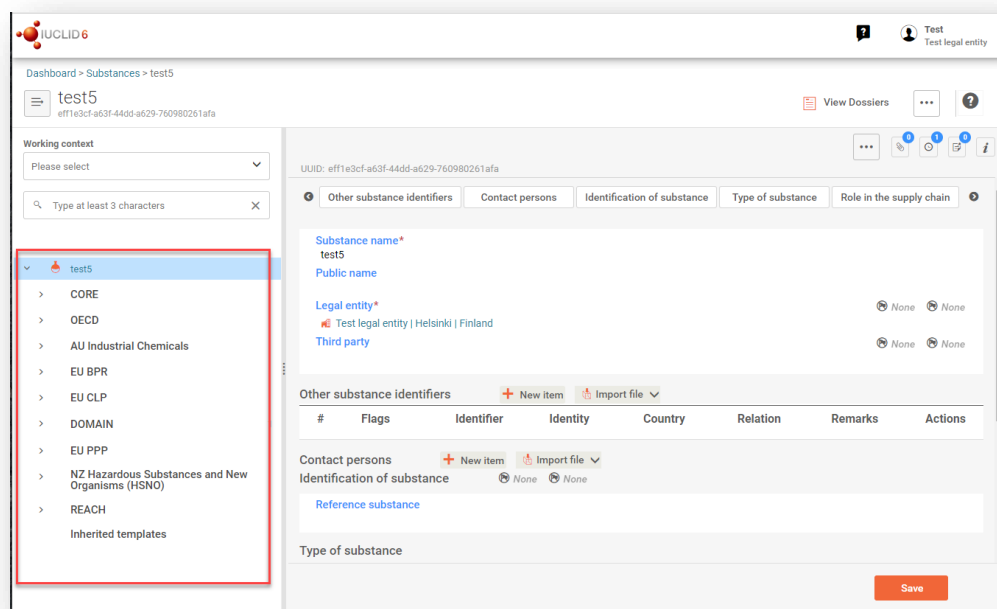 IUCLID 6
Test
Test legal entity
Dashboard > Substances > test5
test5
eff1e3cf-a63f-44dd-a629-760980261afa
View Dossiers
Working context
Please select
Type at least 3 characters
test5
CORE
OECD
AU Industrial Chemicals
EU BPR
EU CLP
DOMAIN
EU PPP
NZ Hazardous Substances and New
Organisms (HSNO)
REACH
Inherited templates
0 1 0
UUID: eff1e3cf-a63f-44dd-a629-760980261afa
Other substance identifiers Contact persons Identification of substance Type of substance Role in the supply chain
Substance name*
test5
Public name
Legal entity* None None
Test legal entity | Helsinki | Finland
Third party None None
Other substance identifiers + New item Import file
# Flags Identifier Identity Country Relation Remarks Actions
Contact persons + New item Import file
Identification of substance None None
Reference substance
Type of substance
Save